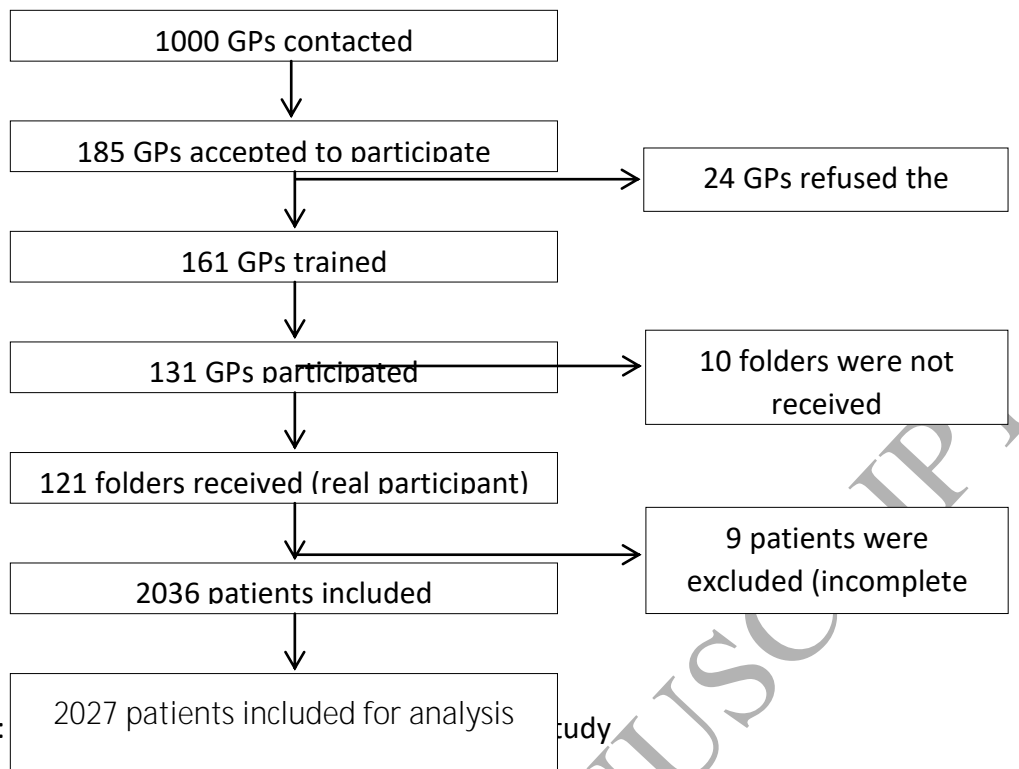 1000 GPs contacted
185 GPs accepted to participate
24 GPs refused the
161 GPs trained
131 GPs participated
10 folders were not
received
121 folders received (real participant)
9 patients were
excluded (incomplete
2036 patients included
2027 patients included for analysis